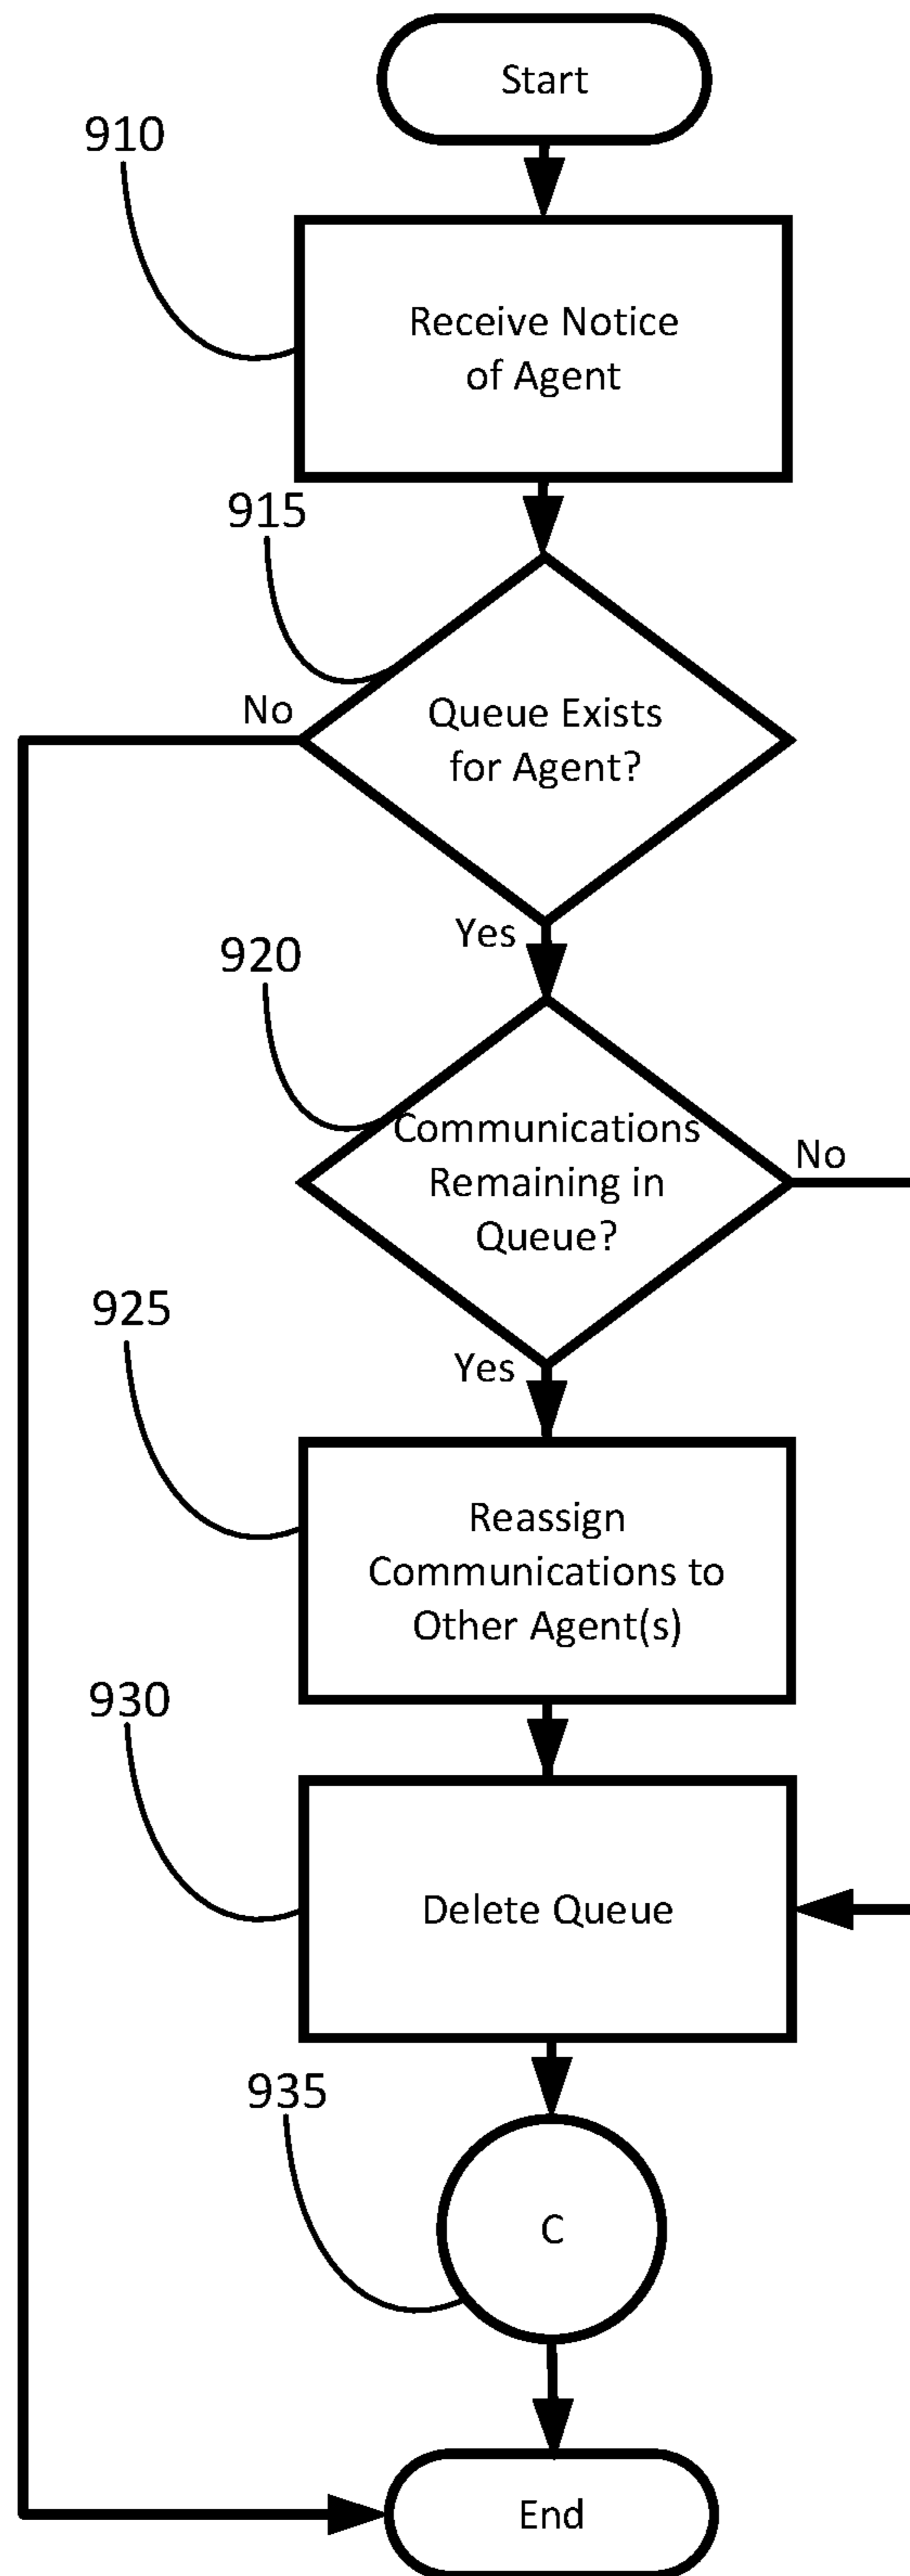 Start
910
Receive Notice
of Agent
915
No
Queue Exists
for Agent?
Yes
920
Communications
Remaining in
Queue?
No
925
Yes
Reassign
Communications to
Other Agent(s)
930
Delete Queue
935
C
End